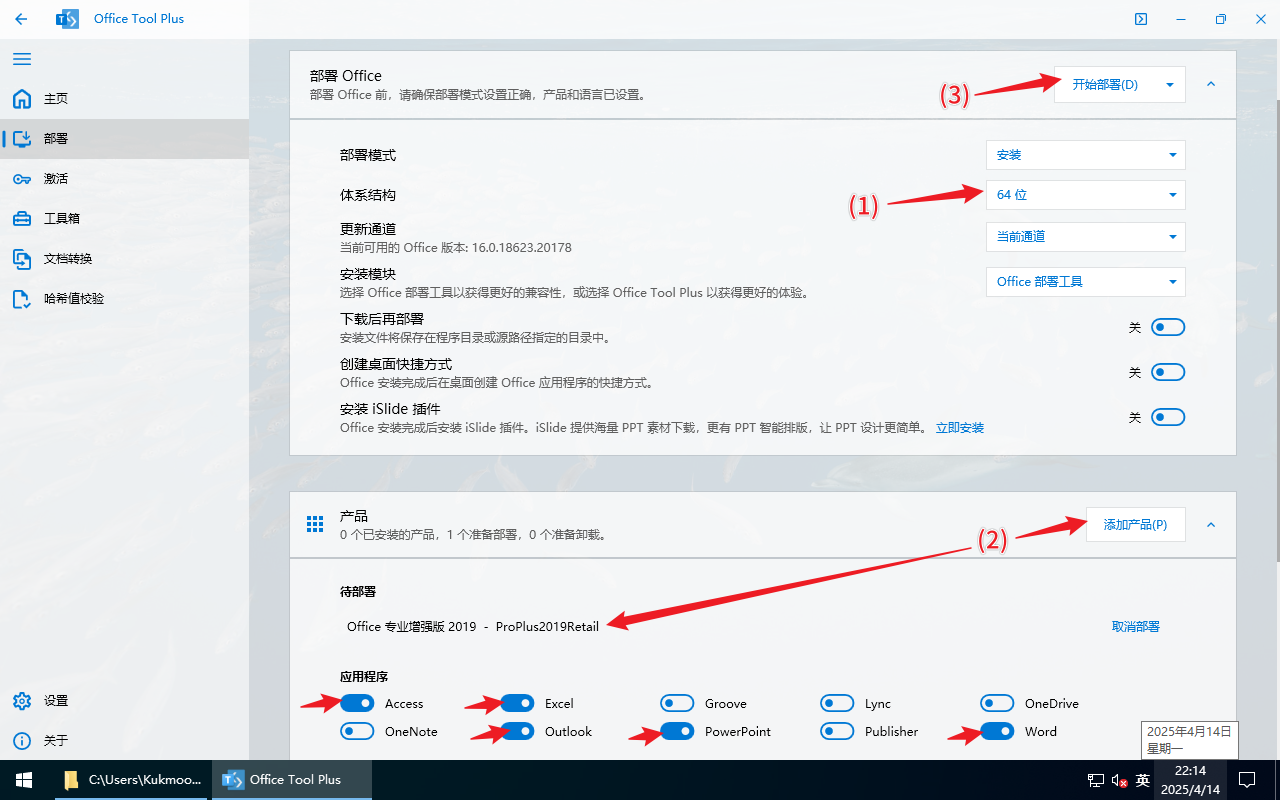 Office Tool Plus
主页
部署
激活
工具箱
文档转换
哈希值校验
设置
关于
部署 Office
部署 Office 前，请确保部署模式设置正确，产品和语言已设置。
(3)
开始部署(D)
部署模式
安装
体系结构
(1)
64 位
更新通道
当前可用的 Office 版本: 16.0.18623.20178
当前通道
安装模块
选择 Office 部署工具以获得更好的兼容性，或选择 Office Tool Plus 以获得更好的体验。
Office 部署工具
下载后再部署
安装文件将保存在程序目录或源路径指定的目录中。
关
创建桌面快捷方式
Office 安装完成后在桌面创建 Office 应用程序的快捷方式。
关
安装 iSlide 插件
Office 安装完成后安装 iSlide 插件。iSlide 提供海量 PPT 素材下载，更有 PPT 智能排版，让 PPT 设计更简单。 立即安装
关
产品
0 个已安装的产品，1 个准备部署，0 个准备卸载。
(2)
添加产品(P)
待部署
Office 专业增强版 2019 - ProPlus2019Retail
取消部署
应用程序
Access Excel Groove Lync OneDrive
OneNote Outlook PowerPoint Publisher Word
2025年4月14日
星期一
C:\Users\Kukmoo...
Office Tool Plus
英
22:14
2025/4/14